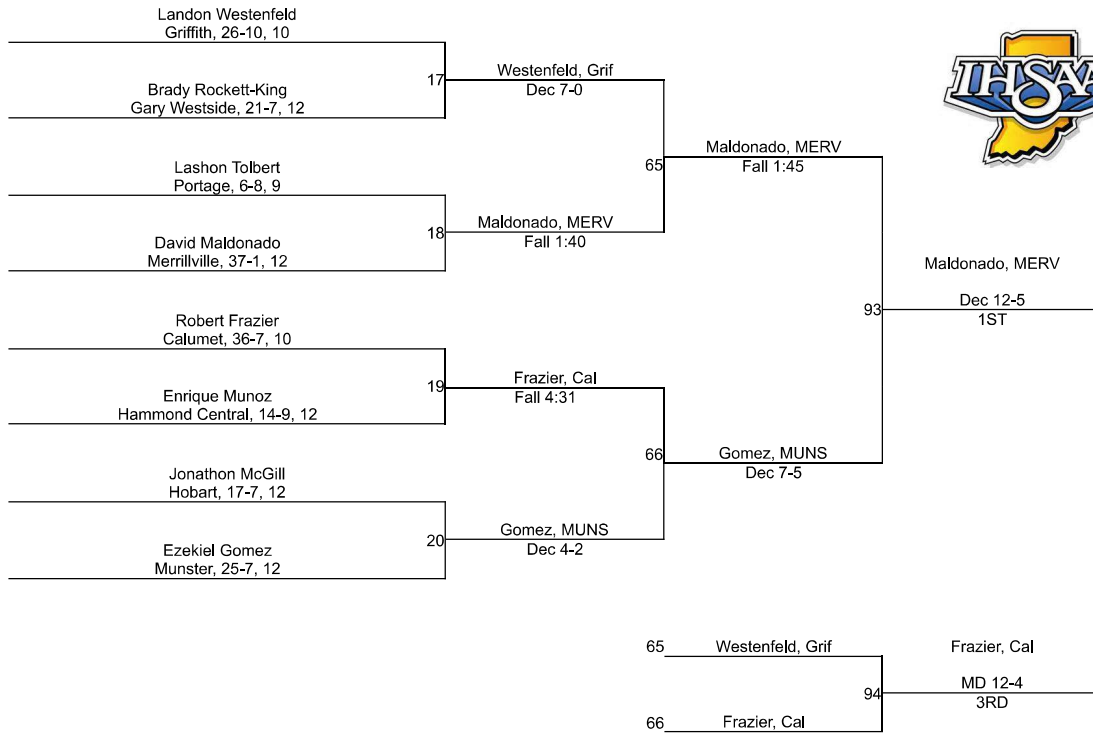 Landon Westenfeld
Griffith, 26-10, 10
17
Brady Rockett-King
Gary Westside, 21-7, 12
Westenfeld, Grif
Dec 7-0
Lashon Tolbert
Portage, 6-8, 9
18
David Maldonado
Merrillville, 37-1, 12
Maldonado, MERV
Fall 1:40
65
Maldonado, MERV
Fall 1:45
Robert Frazier
Calumet, 36-7, 10
19
Enrique Munoz
Hammond Central, 14-9, 12
Frazier, Cal
Fall 4:31
Jonathon McGill
Hobart, 17-7, 12
20
Ezekiel Gomez
Munster, 25-7, 12
Gomez, MUNS
Dec 4-2
66
Gomez, MUNS
Dec 7-5
93
Maldonado, MERV
Dec 12-5
1ST
IHSAA
65
Westenfeld, Grif
66
Frazier, Cal
94
Frazier, Cal
MD 12-4
3RD